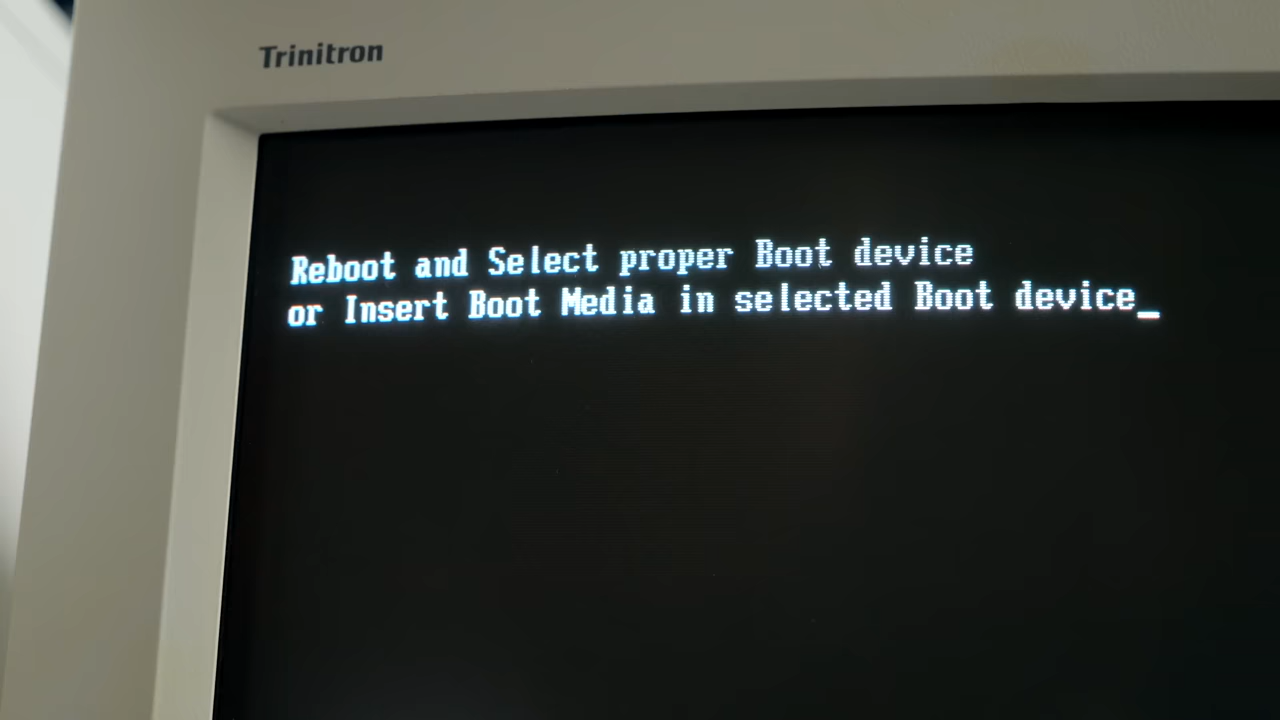 Trinitron
Reboot and Select proper Boot device
or Insert Boot Media in selected Boot device_